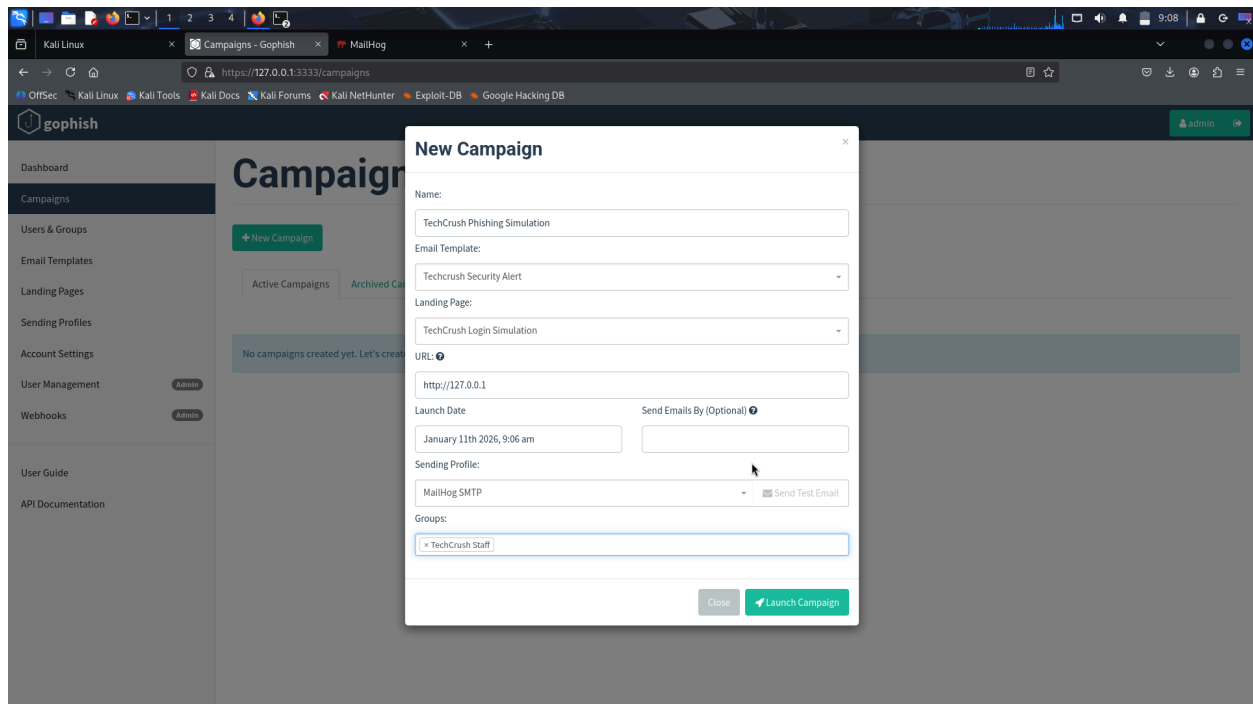 1 2 3 4
9:08
Kali Linux × Campaigns - Gophish × MailHog × +
https://127.0.0.1:3333/campaigns
OffSec Kali Linux Kali Tools Kali Docs Kali Forums Kali NetHunter Exploit-DB Google Hacking DB
gophish
admin
Dashboard
Campaigns
Users & Groups
Email Templates
Landing Pages
Sending Profiles
Account Settings
User Management Admin
Webhooks Admin
User Guide
API Documentation
Campaign
+ New Campaign
Active Campaigns Archived Ca
No campaigns created yet. Let's creat
New Campaign ×
Name:
TechCrush Phishing Simulation
Email Template:
Techcrush Security Alert
Landing Page:
TechCrush Login Simulation
URL: ?
http://127.0.0.1
Launch Date Send Emails By (Optional) ?
January 11th 2026, 9:06 am
Sending Profile:
MailHog SMTP Send Test Email
Groups:
× TechCrush Staff
Close Launch Campaign